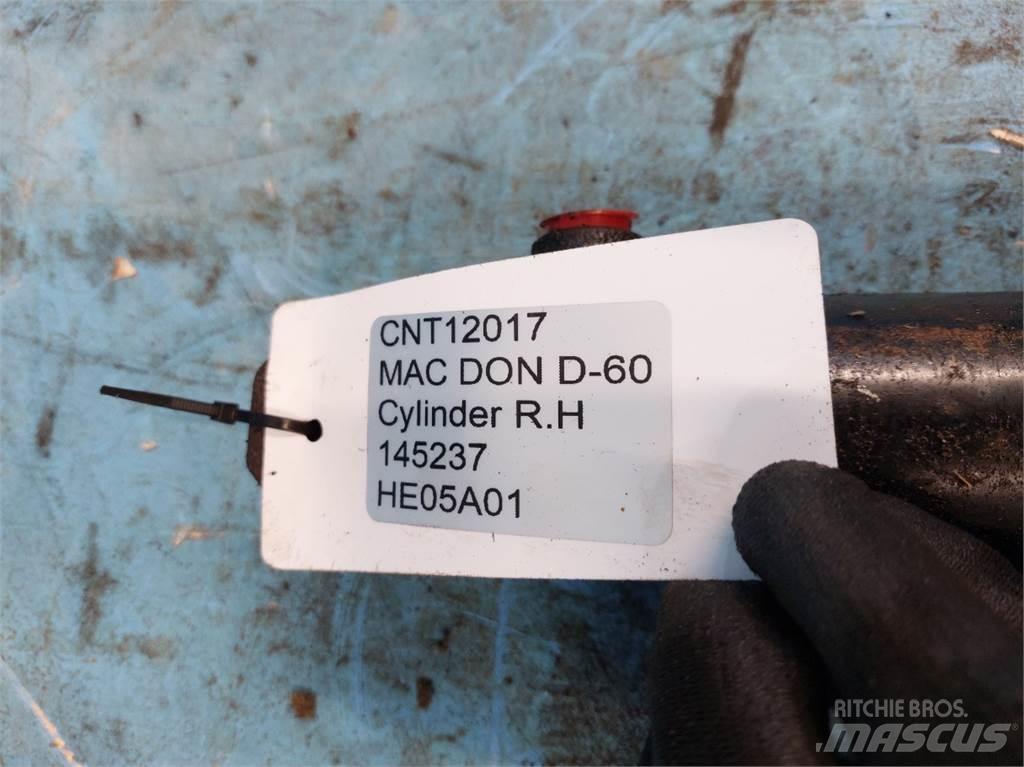 CNT12017
MAC DON D-60
Cylinder R.H
145237
HE05A01
RITCHIE BROS.
MASCUS